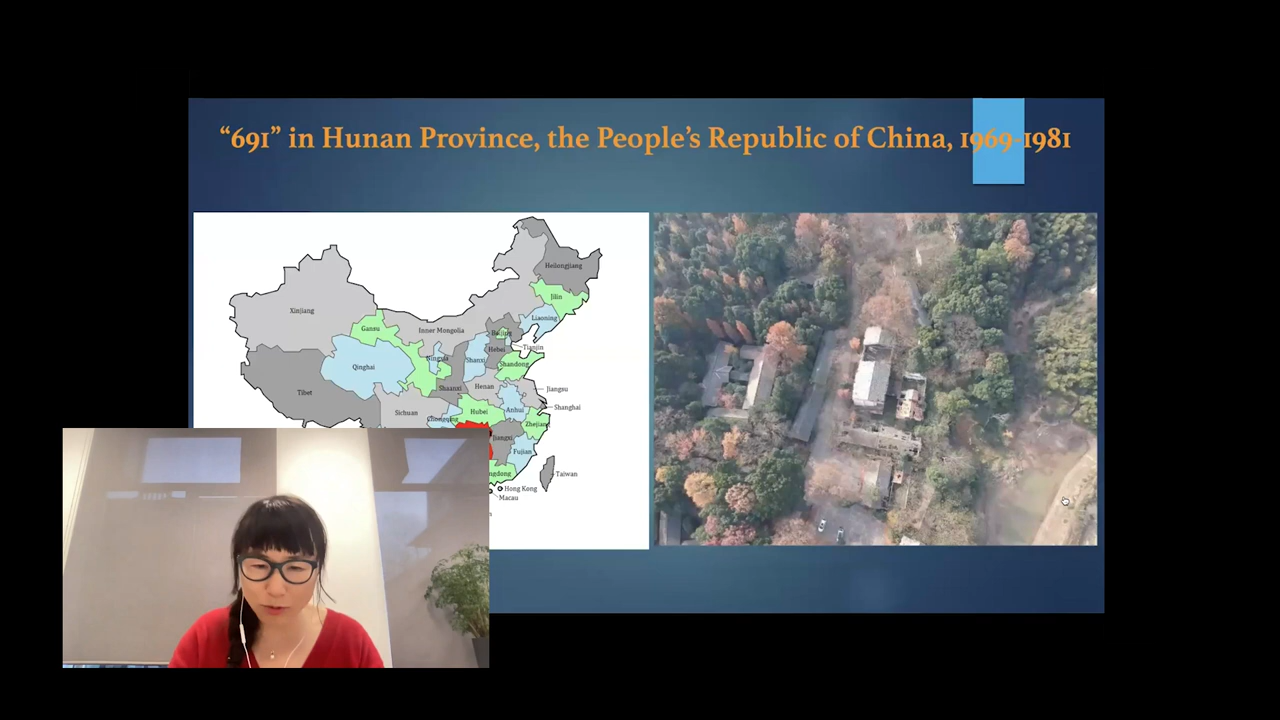 “691” in Hunan Province, the People’s Republic of China, 1969-1981
Heilongjiang
Jilin
Xinjiang
Liaoning
Gansu
Inner Mongolia
Beijing
Tianjin
Hebei
Ningxia
Shanxi
Shandong
Qinghai
Shaanxi
Henan
Jiangsu
Tibet
Sichuan
Hubei
Anhui
Shanghai
Chongqing
Zhejiang
Jiangxi
Fujian
ngdong
Taiwan
Hong Kong
Macau
n